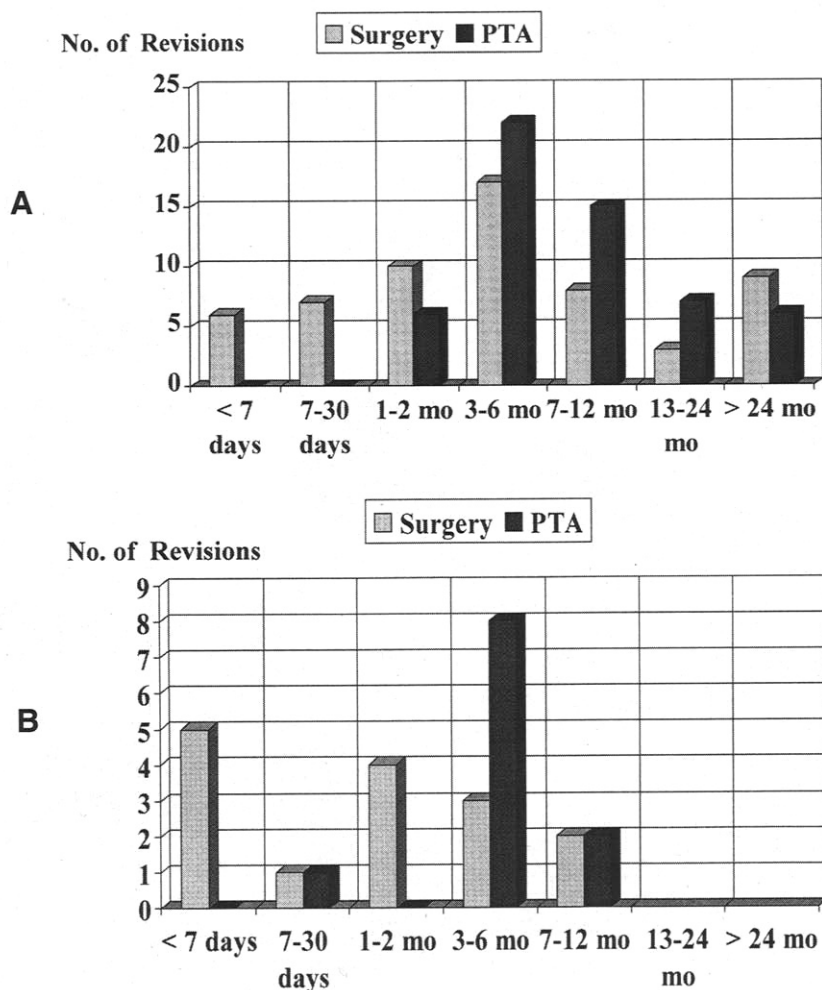 No. of Revisions
Surgery PTA
A
25
20
15
10
5
0
< 7 days
7-30 days
1-2 mo
3-6 mo
7-12 mo
13-24 mo
> 24 mo
Surgery PTA
No. of Revisions
B
9
8
7
6
5
4
3
2
1
0
< 7 days
7-30 days
1-2 mo
3-6 mo
7-12 mo
13-24 mo
> 24 mo